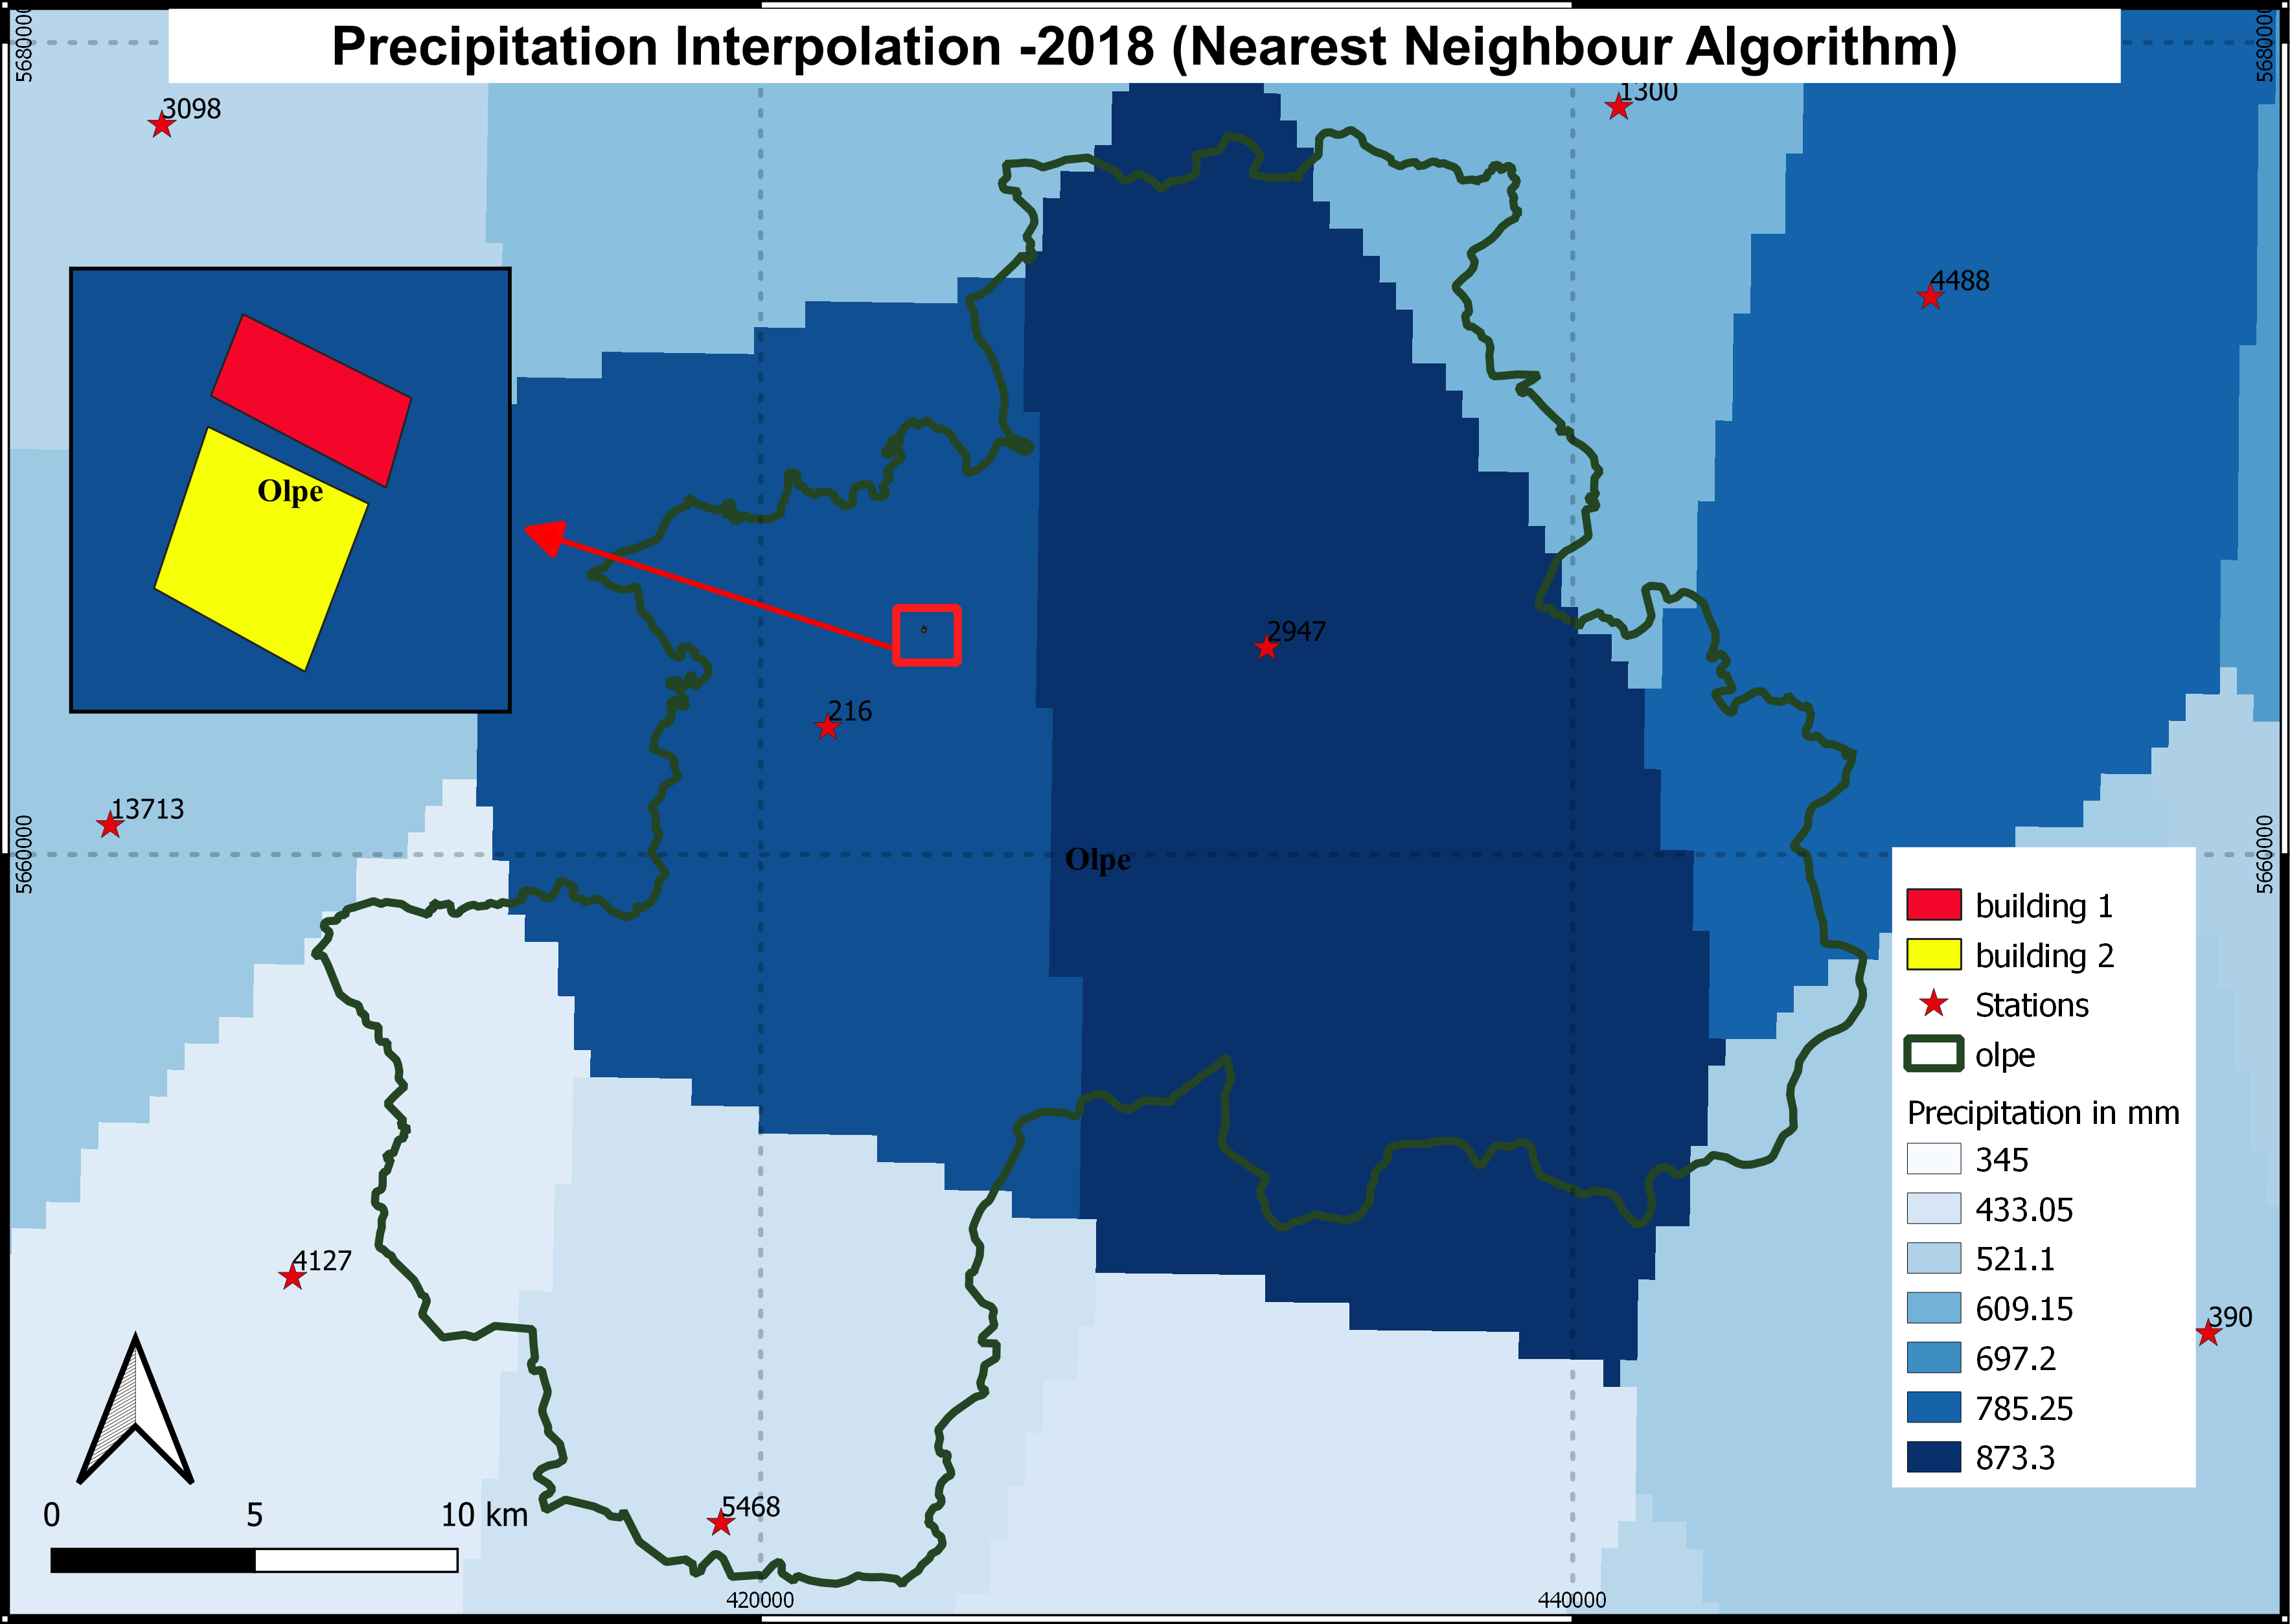 Precipitation Interpolation -2018 (Nearest Neighbour Algorithm)
5680000
5680000
3098
1300
4488
Olpe
2947
216
13713
5660000
5660000
Olpe
building 1
building 2
Stations
olpe
Precipitation in mm
345
433.05
521.1
609.15
697.2
785.25
873.3
4127
390
5468
0 5 10 km
420000
440000